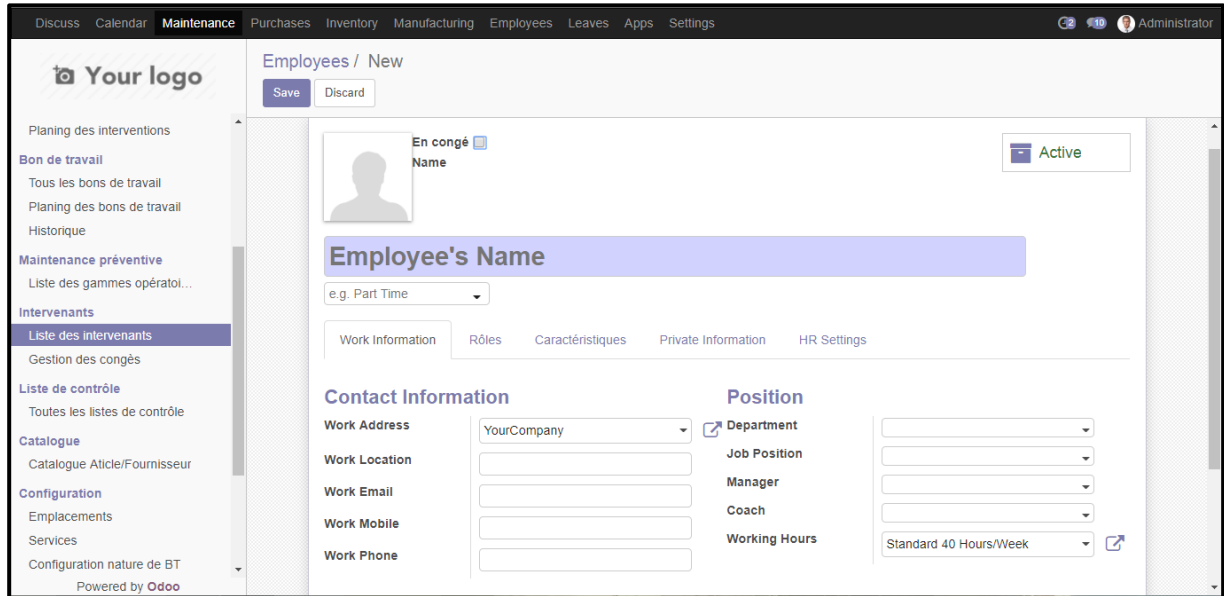 Discuss Calendar Maintenance Purchases Inventory Manufacturing Employees Leaves Apps Settings 2 10 Administrator
Your logo
Planing des interventions
Bon de travail
Tous les bons de travail
Planing des bons de travail
Historique
Maintenance préventive
Liste des gammes opératoi...
Intervenants
Liste des intervenants
Gestion des congès
Liste de contrôle
Toutes les listes de contrôle
Catalogue
Catalogue Aticle/Fournisseur
Configuration
Emplacements
Services
Configuration nature de BT
Powered by Odoo
Employees / New
Save Discard
En congé
Name
Active
Employee's Name
e.g. Part Time
Work Information Rôles Caractéristiques Private Information HR Settings
Contact Information
Work Address YourCompany
Work Location
Work Email
Work Mobile
Work Phone
Position
Department
Job Position
Manager
Coach
Working Hours Standard 40 Hours/Week